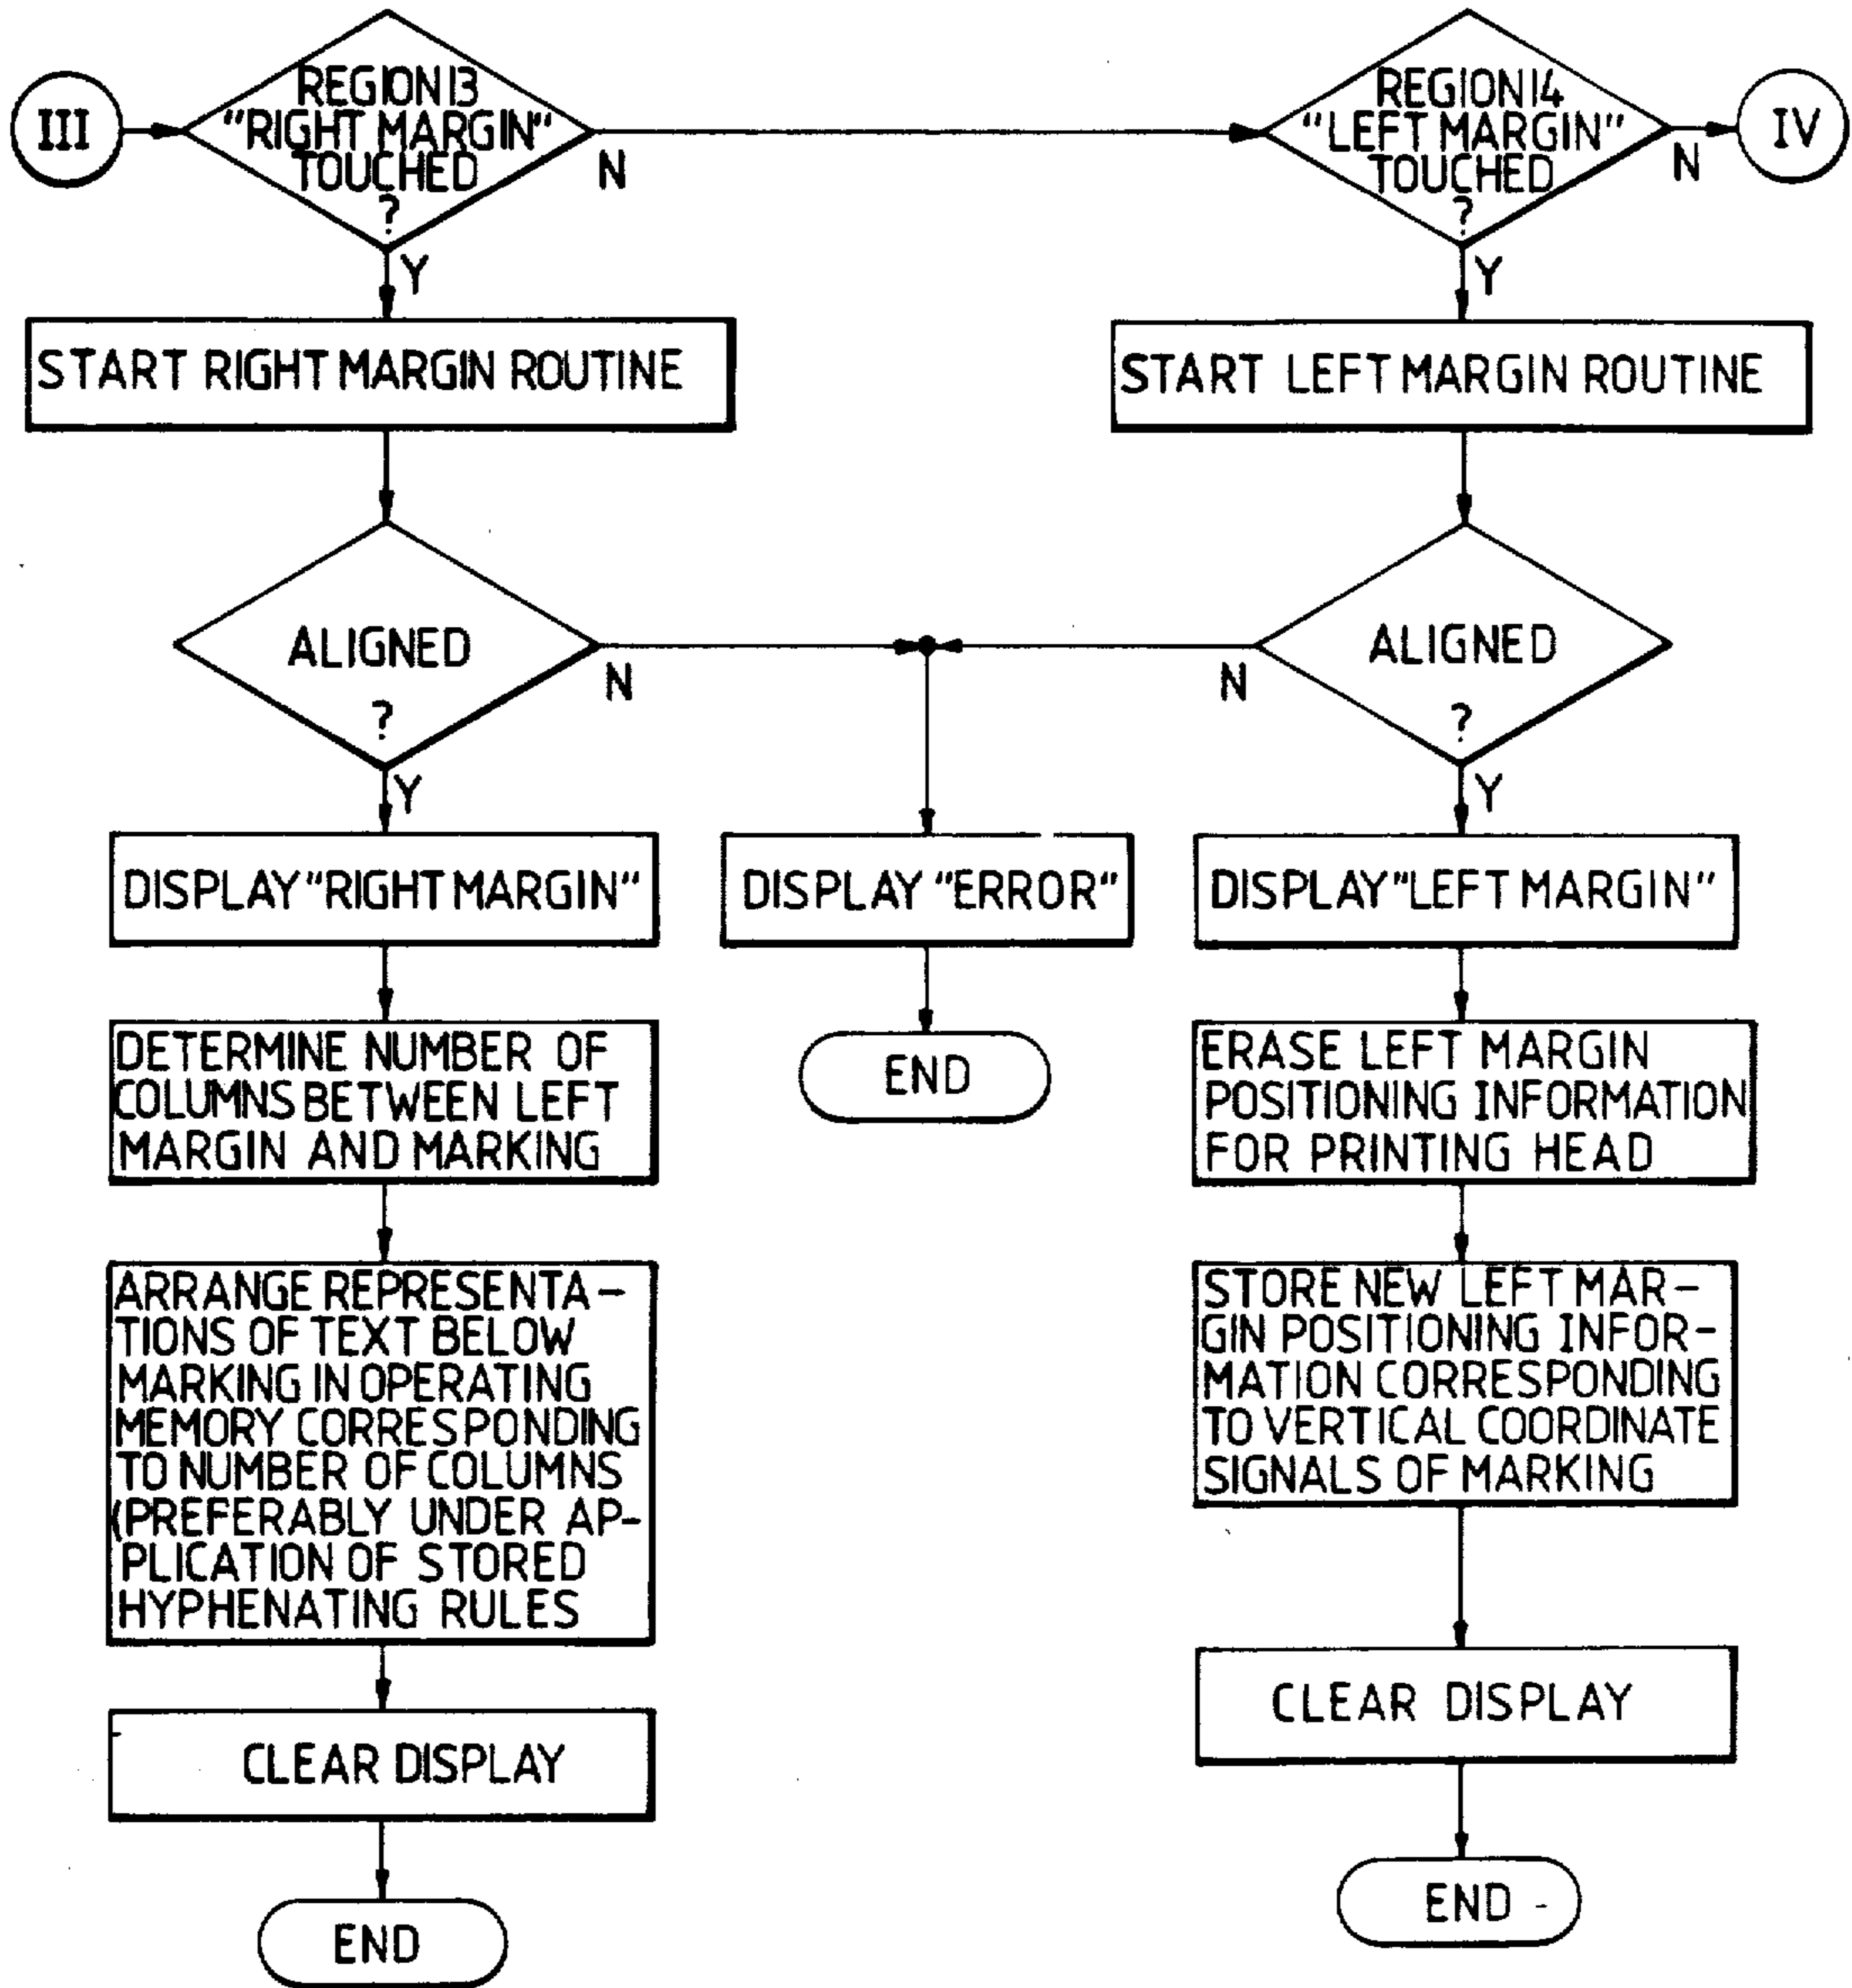 III
REGION 13
"RIGHT MARGIN"
TOUCHED
?
N
Y
REGION 14
"LEFT MARGIN"
TOUCHED
?
N
Y
IV
START RIGHT MARGIN ROUTINE
START LEFT MARGIN ROUTINE
ALIGNED
?
N
Y
ALIGNED
?
N
Y
DISPLAY "RIGHT MARGIN"
DISPLAY "ERROR"
DISPLAY "LEFT MARGIN"
DETERMINE NUMBER OF
COLUMNS BETWEEN LEFT
MARGIN AND MARKING
END
ERASE LEFT MARGIN
POSITIONING INFORMATION
FOR PRINTING HEAD
ARRANGE REPRESENTA-
TIONS OF TEXT BELOW
MARKING IN OPERATING
MEMORY CORRESPONDING
TO NUMBER OF COLUMNS
(PREFERABLY UNDER AP-
PLICATION OF STORED
HYPHENATING RULES
STORE NEW LEFT MAR-
GIN POSITIONING INFOR-
MATION CORRESPONDING
TO VERTICAL COORDINATE
SIGNALS OF MARKING
CLEAR DISPLAY
CLEAR DISPLAY
END
END